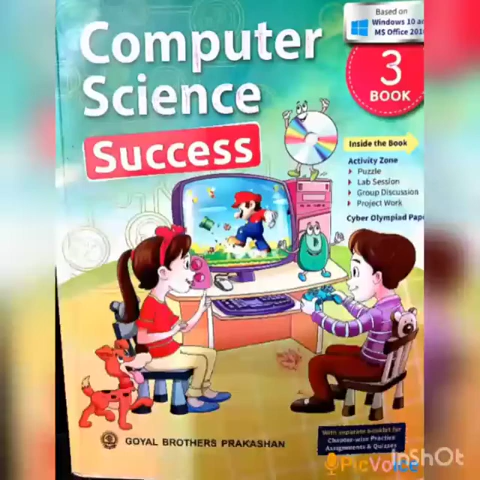 Computer
Science
Success
Based on
Windows 10 an
MS Office 2016
3
BOOK
Inside the Book
Activity Zone
Puzzle
Lab Session
Group Discussion
Project Work
Cyber Olympiad Pape
GOYAL BROTHERS PRAKASHAN
With separate booklet for
Chapter-wise Practice
Assignments & Quizzes
InShOt
PicVoice